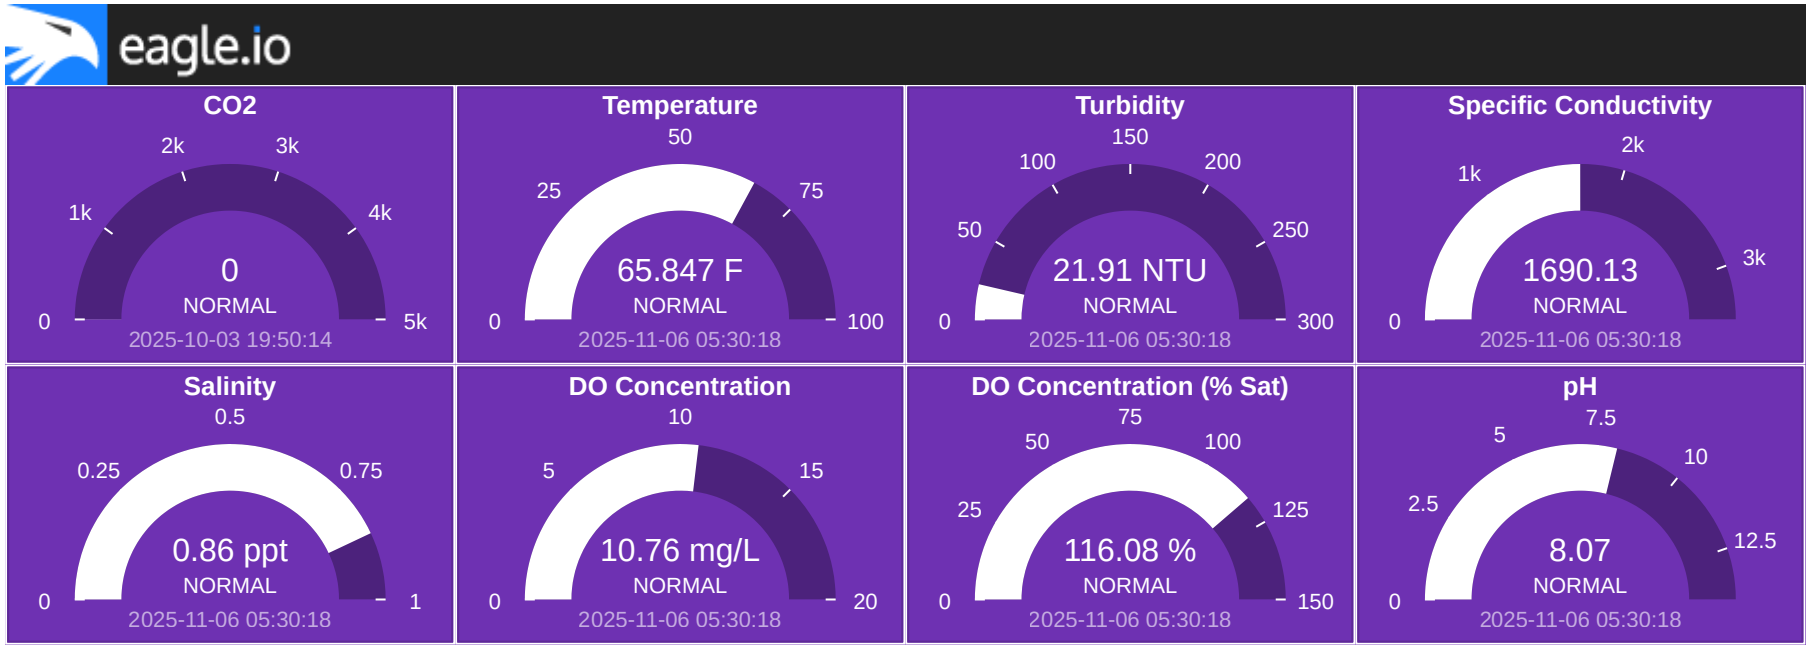 eagle.io
CO2
2k
3k
1k
4k
0
NORMAL
0
5k
2025-10-03 19:50:14
Temperature
50
25
75
65.847 F
NORMAL
0
100
2025-11-06 05:30:18
Turbidity
150
100
200
50
250
21.91 NTU
NORMAL
0
300
2025-11-06 05:30:18
Specific Conductivity
2k
1k
3k
1690.13
NORMAL
0
2025-11-06 05:30:18
Salinity
0.5
0.25
0.75
0.86 ppt
NORMAL
0
1
2025-11-06 05:30:18
DO Concentration
10
5
15
10.76 mg/L
NORMAL
0
20
2025-11-06 05:30:18
DO Concentration (% Sat)
75
50
100
25
125
116.08 %
NORMAL
0
150
2025-11-06 05:30:18
pH
7.5
5
10
2.5
12.5
8.07
NORMAL
0
2025-11-06 05:30:18